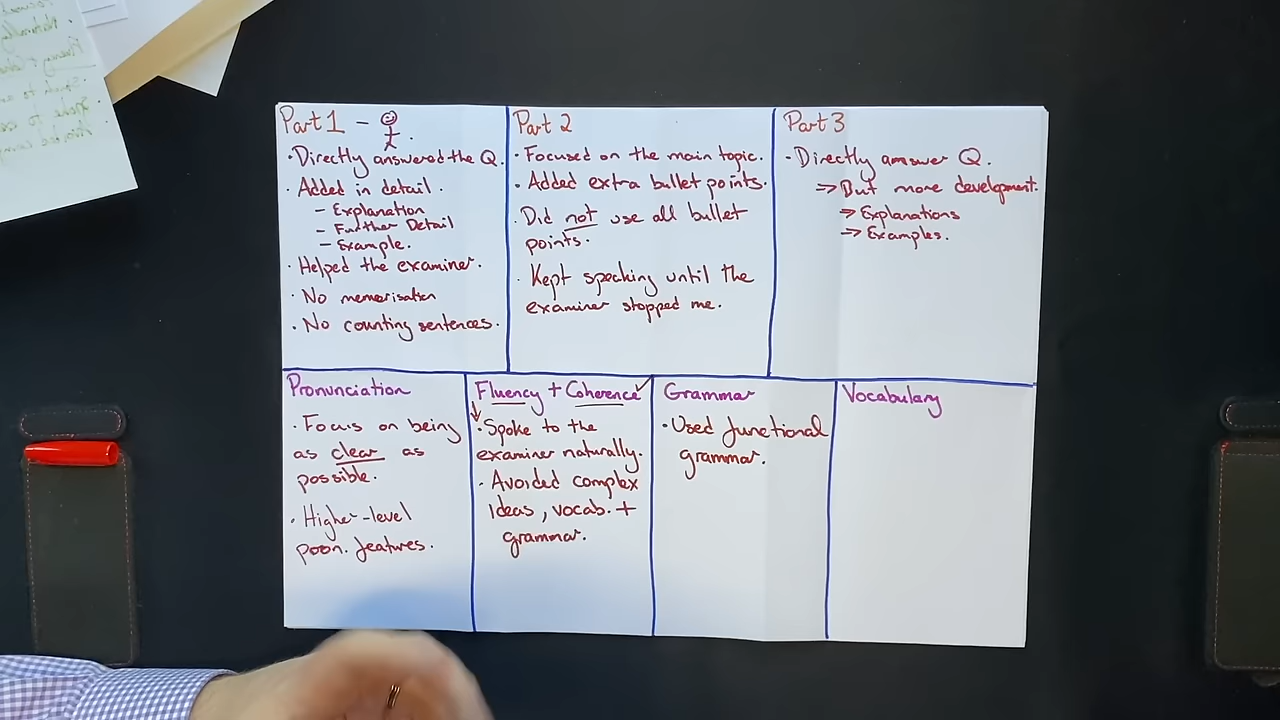 Part 1 -
• Directly answered the Q.
• Added in detail.
- Explanation
- Further Detail
- Example.
• Helped the examiner.
• No memorisation
• No counting sentences.
Part 2
• Focused on the main topic.
• Added extra bullet points.
• Did not use all bullet
points.
• Kept speaking until the
examiner stopped me.
Part 3
• Directly answer Q.
⇒ But more development.
⇒ Explanations
⇒ Examples.
Pronunciation
• Focus on being
as clear as
possible.
• Higher-level
pron. features.
Fluency + Coherence ✓
↓
• Spoke to the
examiner naturally.
• Avoided complex
ideas, vocab. +
grammar.
Grammar
• Used functional
grammar.
Vocabulary